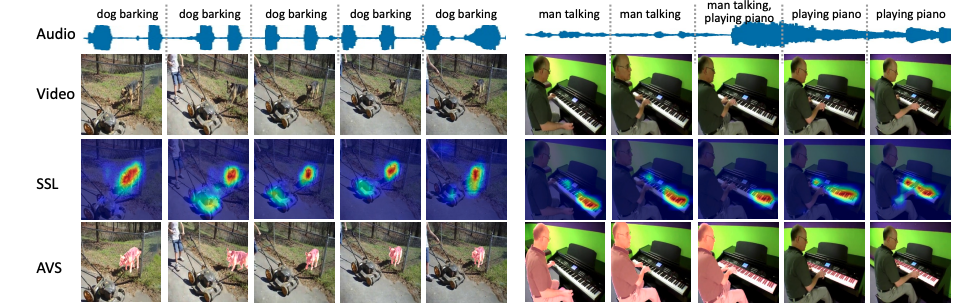 dog barking dog barking dog barking dog barking dog barking man talking man talking man talking, playing piano playing piano playing piano
Audio
Video
SSL
AVS